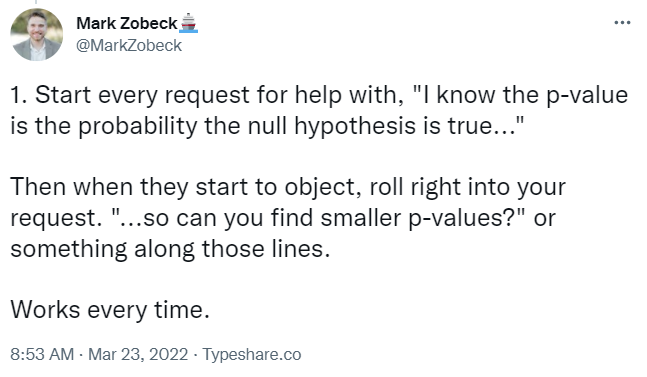 Mark Zobeck🚢
@MarkZobeck
1. Start every request for help with, "I know the p-value
is the probability the null hypothesis is true…"
Then when they start to object, roll right into your
request. "…so can you find smaller p-values?" or
something along those lines.
Works every time.
8:53 AM · Mar 23, 2022 · Typeshare.co